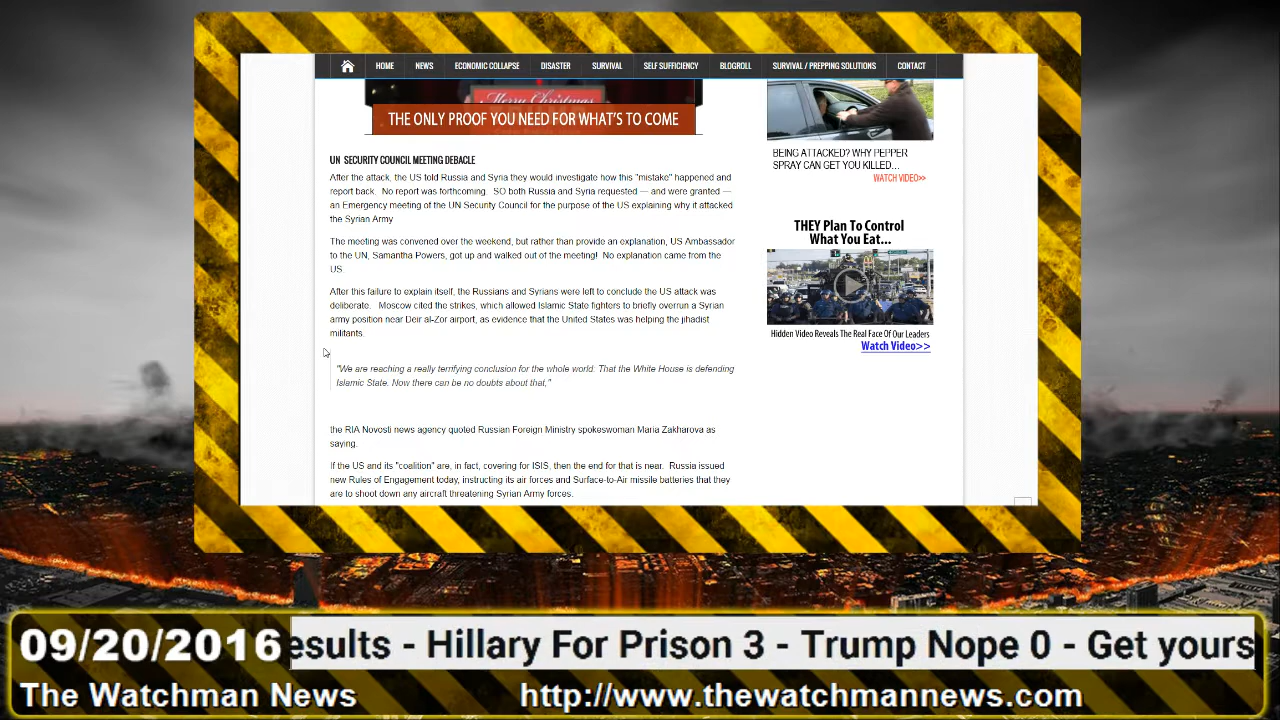 HOME NEWS ECONOMIC COLLAPSE DISASTER SURVIVAL SELF SUFFICIENCY BLOGROLL SURVIVAL / PREPPING SOLUTIONS CONTACT
Merry Christmas
THE ONLY PROOF YOU NEED FOR WHAT'S TO COME
UN SECURITY COUNCIL MEETING DEBACLE
After the attack, the US told Russia and Syria they would investigate how this "mistake" happened and
report back. No report was forthcoming. SO both Russia and Syria requested — and were granted —
an Emergency meeting of the UN Security Council for the purpose of the US explaining why it attacked
the Syrian Army
The meeting was convened over the weekend, but rather than provide an explanation, US Ambassador
to the UN, Samantha Powers, got up and walked out of the meeting! No explanation came from the
US.
After this failure to explain itself, the Russians and Syrians were left to conclude the US attack was
deliberate. Moscow cited the strikes, which allowed Islamic State fighters to briefly overrun a Syrian
army position near Deir al-Zor airport, as evidence that the United States was helping the jihadist
militants.
"We are reaching a really terrifying conclusion for the whole world: That the White House is defending
Islamic State. Now there can be no doubts about that,"
the RIA Novosti news agency quoted Russian Foreign Ministry spokeswoman Maria Zakharova as
saying.
If the US and its "coalition" are, in fact, covering for ISIS, then the end for that is near. Russia issued
new Rules of Engagement today, instructing its air forces and Surface-to-Air missile batteries that they
are to shoot down any aircraft threatening Syrian Army forces.
BEING ATTACKED? WHY PEPPER
SPRAY CAN GET YOU KILLED...
WATCH VIDEO>>
THEY Plan To Control
What You Eat...
Hidden Video Reveals The Real Face Of Our Leaders
Watch Video>>
09/20/2016 esults - Hillary For Prison 3 - Trump Nope 0 - Get yours
The Watchman News http://www.thewatchmannews.com